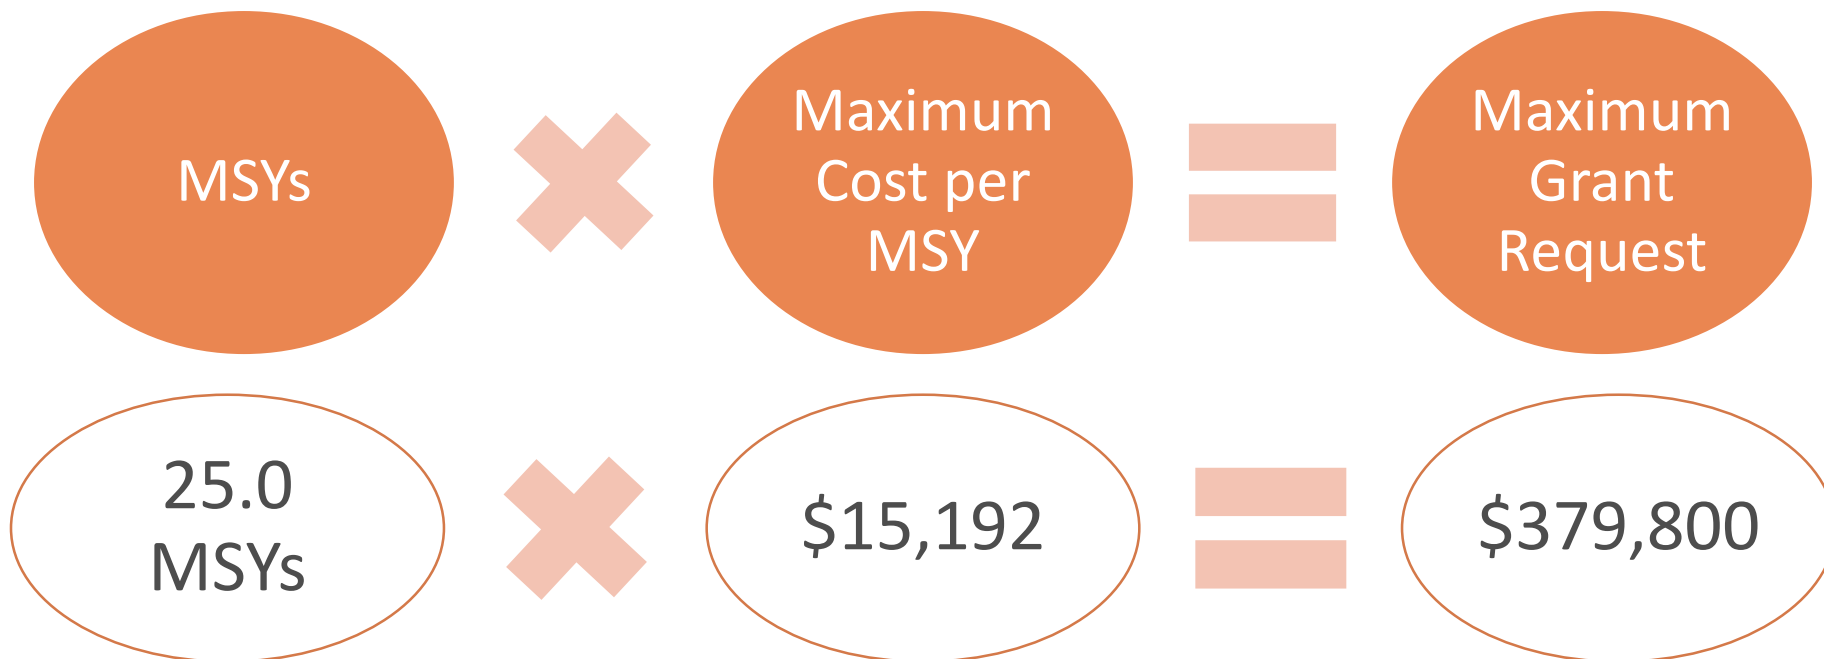 MSYs
Maximum
Cost per
MSY
Maximum
Grant
Request
25.0
MSYs
$15,192
$379,800